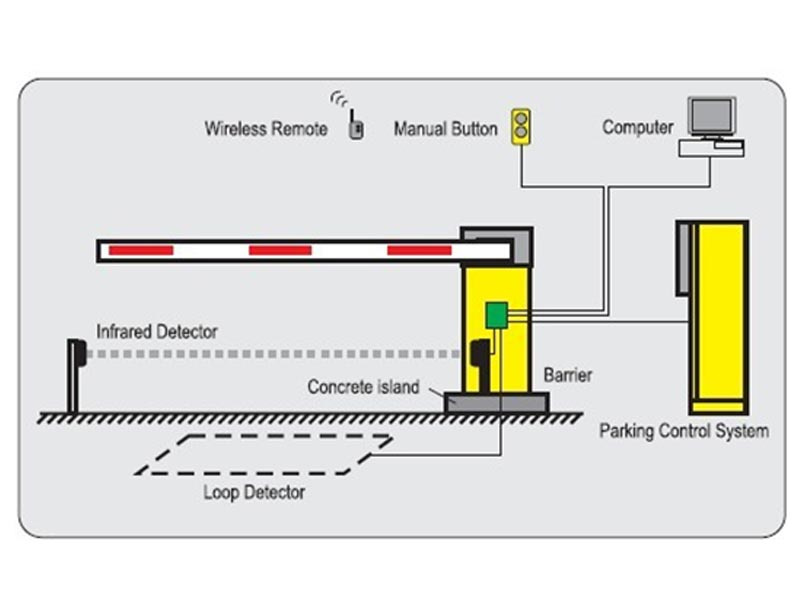 Wireless Remote
Manual Button
Computer
Infrared Detector
Concrete island
Barrier
Parking Control System
Loop Detector